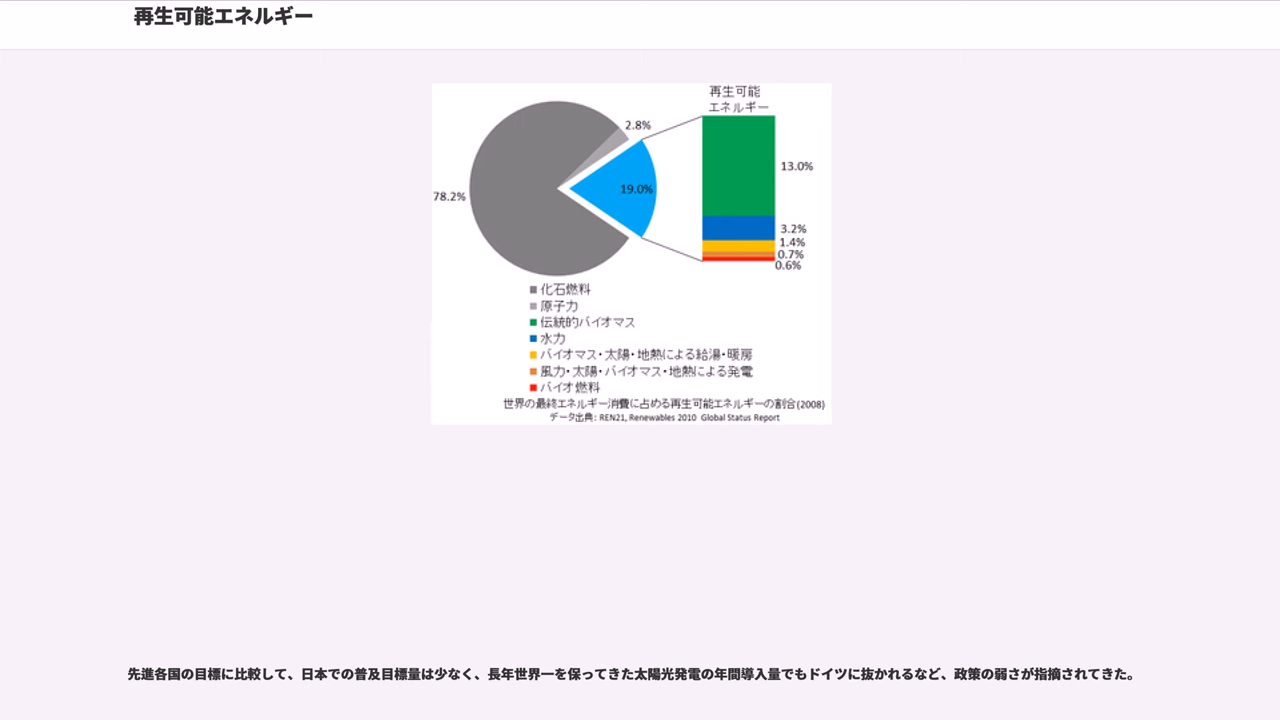 再生可能エネルギー
再生可能
エネルギー
2.8%
13.0%
19.0%
78.2%
3.2%
1.4%
0.7%
0.6%
化石燃料
原子力
伝統的バイオマス
水力
バイオマス・太陽・地熱による給湯・暖房
風力・太陽・バイオマス・地熱による発電
バイオ燃料
世界の最終エネルギー消費に占める再生可能エネルギーの割合(2008)
データ出典: REN21, Renewables 2010 Global Status Report
先進各国の目標に比較して、日本での普及目標量は少なく、長年世界一を保ってきた太陽光発電の年間導入量でもドイツに抜かれるなど、政策の弱さが指摘されてきた。